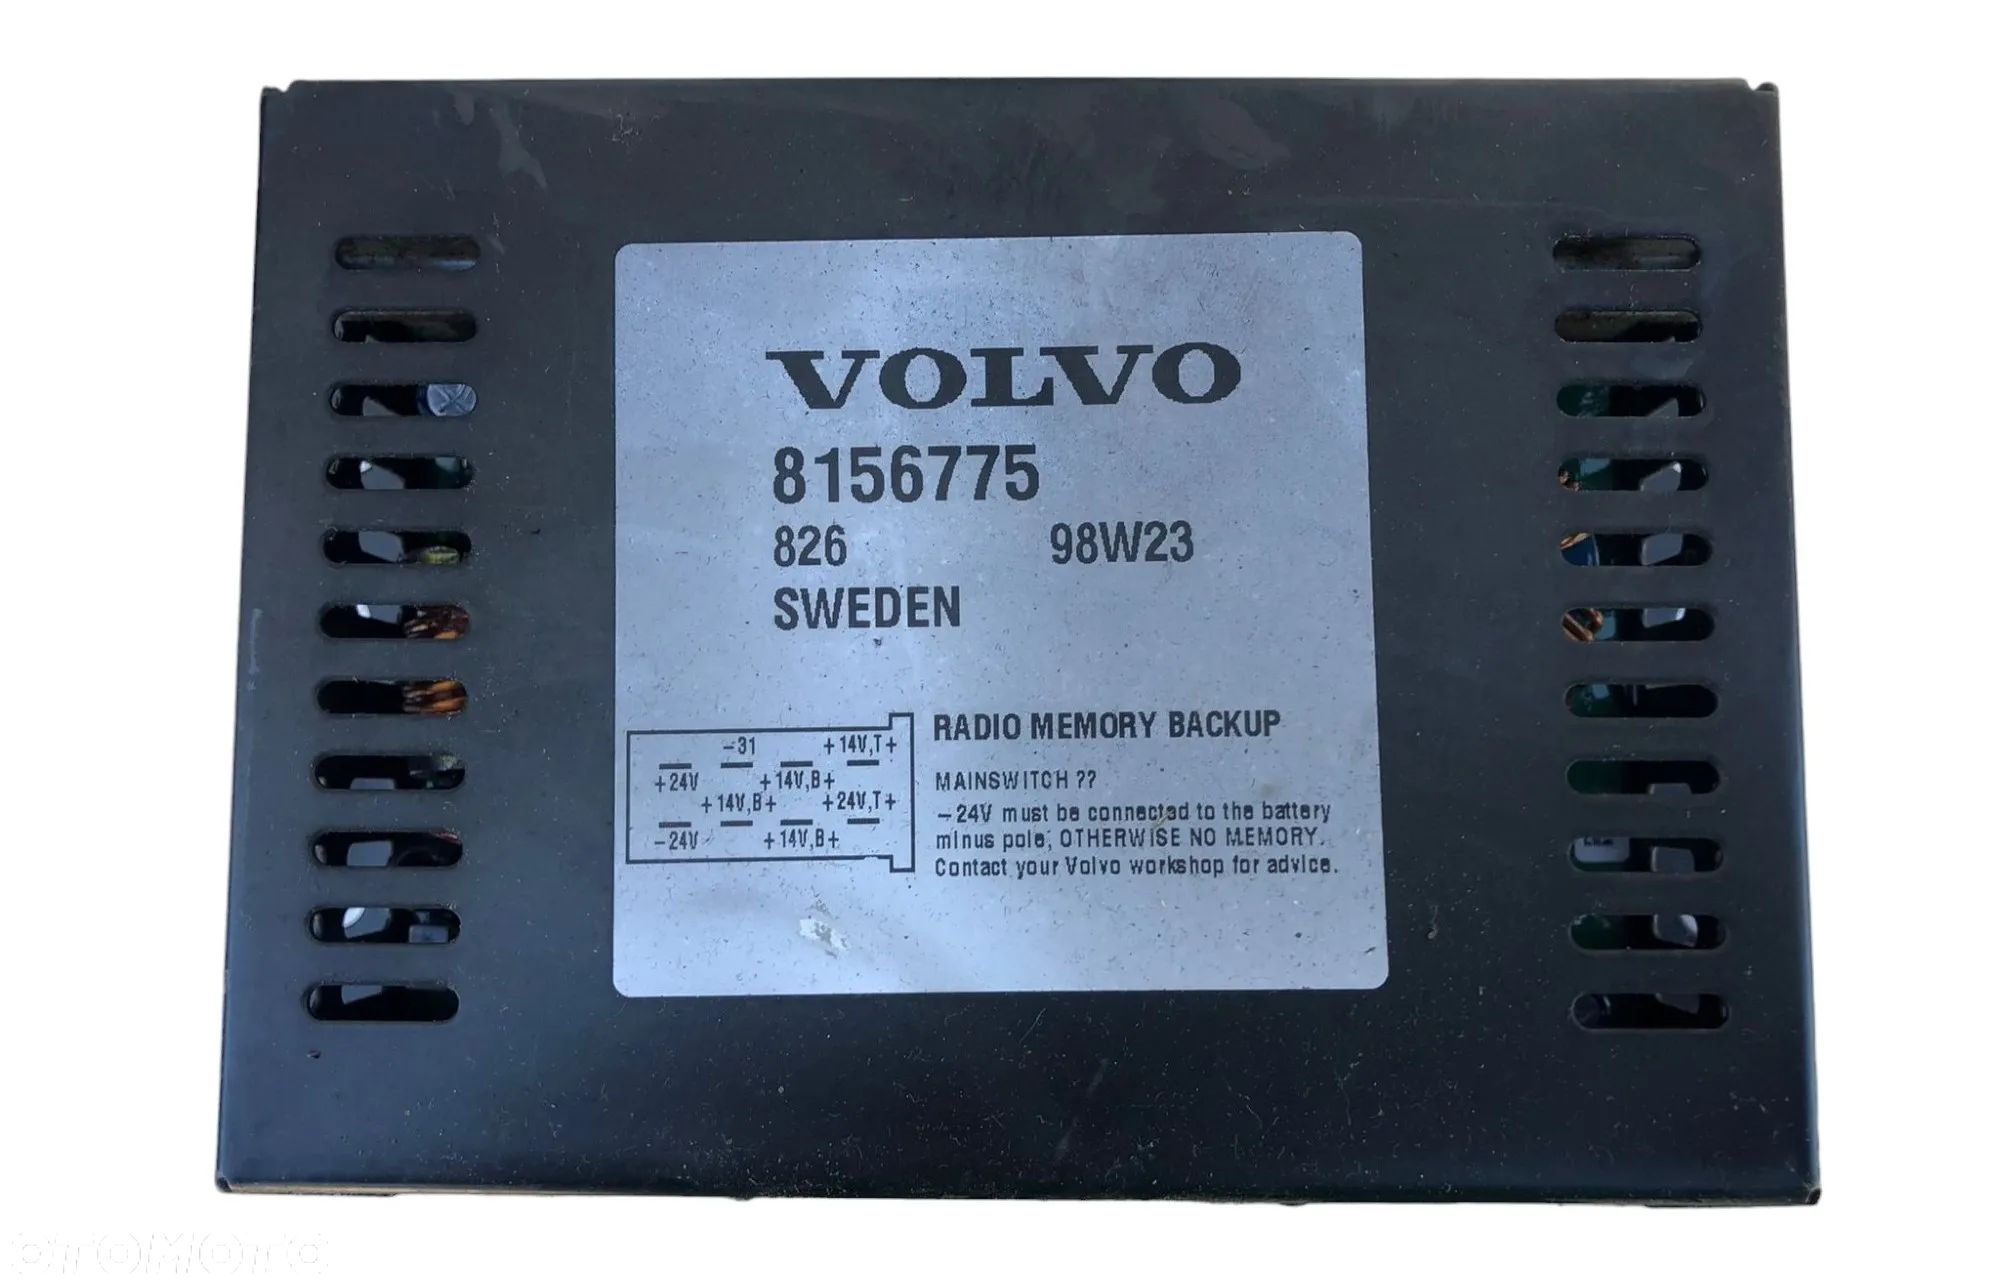 VOLVO
8156775
826 98W23
SWEDEN
-31 +14V,T+
+24V +14V,B+
+14V,B+ +24V,T+
-24V +14V,B+
RADIO MEMORY BACKUP
MAINSWITCH ??
-24V must be connected to the battery
minus pole, OTHERWISE NO MEMORY.
Contact your Volvo workshop for advice.
OTOMOTO